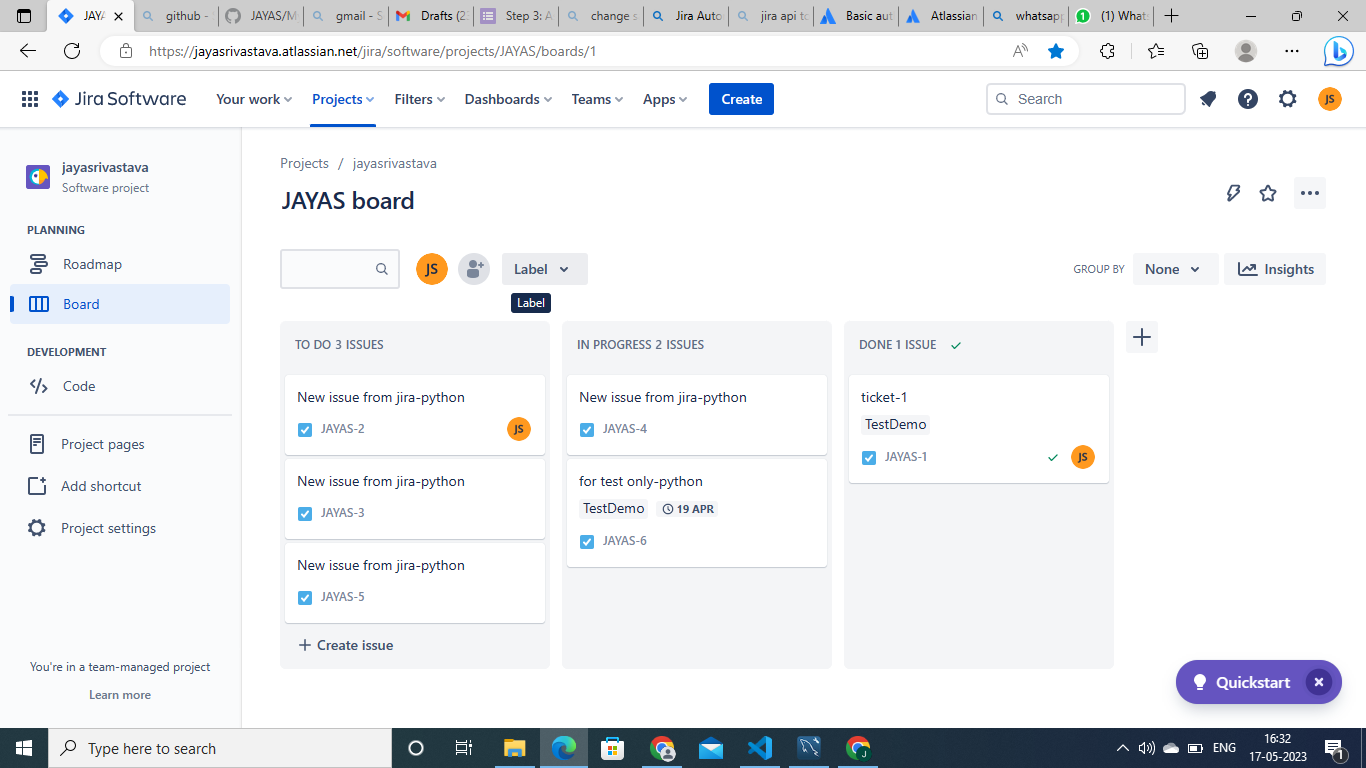 JAYA
github -
JAYAS/M
gmail - S
Drafts (2
Step 3: A
change s
Jira Auto
jira api to
Basic aut
Atlassian
whatsapp
(1) What
https://jayasrivastava.atlassian.net/jira/software/projects/JAYAS/boards/1
Jira Software
Your work
Projects
Filters
Dashboards
Teams
Apps
Create
Search
JS
jayasrivastava
Software project
PLANNING
Roadmap
Board
DEVELOPMENT
Code
Project pages
Add shortcut
Project settings
You're in a team-managed project
Learn more
Projects / jayasrivastava
JAYAS board
JS
Label
GROUP BY
None
Insights
Label
TO DO 3 ISSUES
New issue from jira-python
JAYAS-2
JS
New issue from jira-python
JAYAS-3
New issue from jira-python
JAYAS-5
Create issue
IN PROGRESS 2 ISSUES
New issue from jira-python
JAYAS-4
for test only-python
TestDemo
19 APR
JAYAS-6
DONE 1 ISSUE
ticket-1
TestDemo
JAYAS-1
JS
Quickstart
Type here to search
ENG
16:32
17-05-2023
1